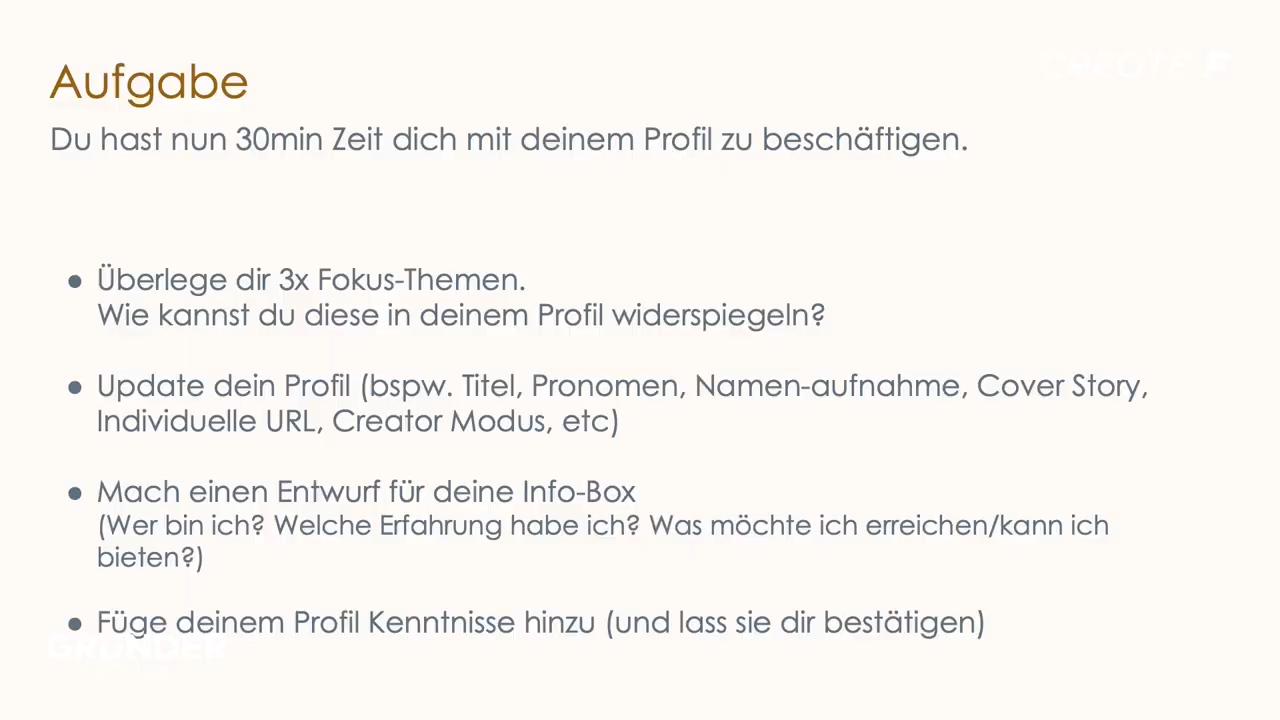 Aufgabe
Du hast nun 30min Zeit dich mit deinem Profil zu beschäftigen.
● Überlege dir 3x Fokus-Themen.
Wie kannst du diese in deinem Profil widerspiegeln?
● Update dein Profil (bspw. Titel, Pronomen, Namen-aufnahme, Cover Story,
Individuelle URL, Creator Modus, etc)
● Mach einen Entwurf für deine Info-Box
(Wer bin ich? Welche Erfahrung habe ich? Was möchte ich erreichen/kann ich
bieten?)
● Füge deinem Profil Kenntnisse hinzu (und lass sie dir bestätigen)
GRÜNDER